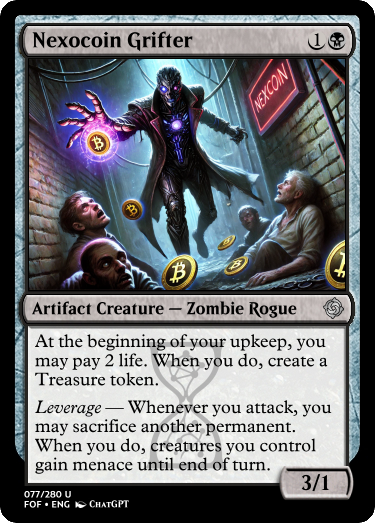 Nexocoin Grifter 1
NEXCOIN
Artifact Creature — Zombie Rogue
At the beginning of your upkeep, you
may pay 2 life. When you do, create a
Treasure token.
Leverage — Whenever you attack, you
may sacrifice another permanent.
When you do, creatures you control
gain menace until end of turn.
3/1
077/280 U
FOF • ENG ChatGPT